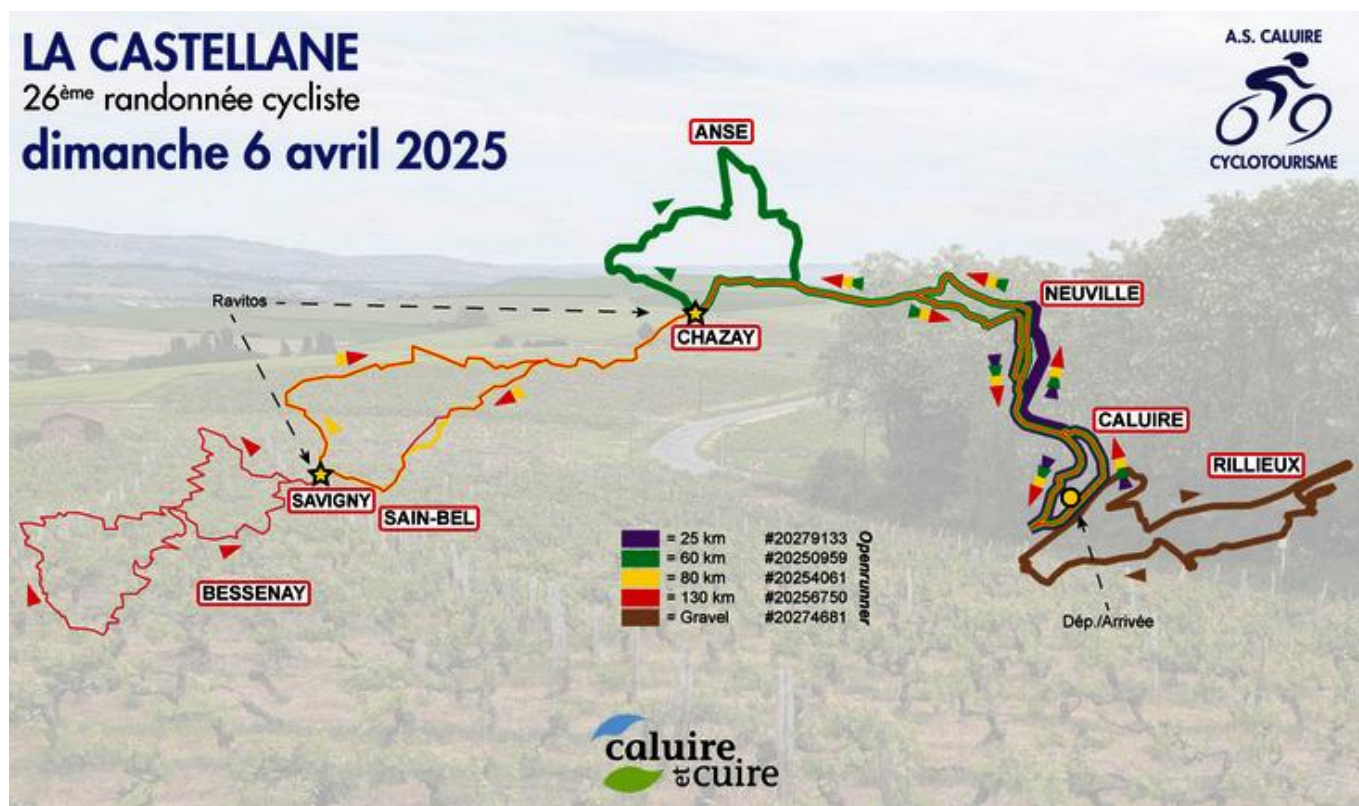 LA CASTELLANE
26ème randonnée cycliste
dimanche 6 avril 2025
A.S. CALUIRE
CYCLOTOURISME
ANSE
Ravitos
NEUVILLE
CHAZAY
CALUIRE
RILLIEUX
SAVIGNY
SAIN-BEL
BESSENAY
= 25 km #20279133
= 60 km #20250959
= 80 km #20254061
= 130 km #20256750
= Gravel #20274681
Openrunner
Dép./Arrivée
caluire
et cuire